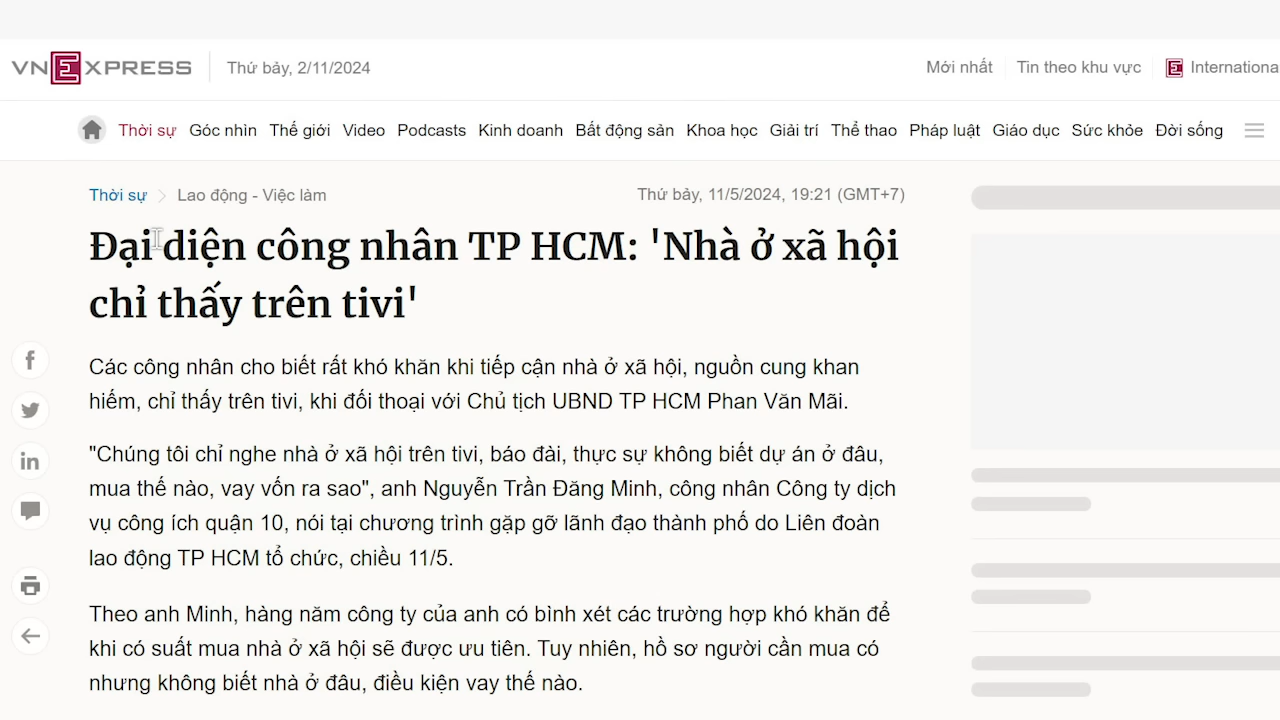 VNEXPRESS
Thứ bảy, 2/11/2024
Mới nhất
Tin theo khu vực
Internationa
Thời sự Góc nhìn Thế giới Video Podcasts Kinh doanh Bất động sản Khoa học Giải trí Thể thao Pháp luật Giáo dục Sức khỏe Đời sống
Thời sự
Lao động - Việc làm
Thứ bảy, 11/5/2024, 19:21 (GMT+7)
Đại diện công nhân TP HCM: 'Nhà ở xã hội
chỉ thấy trên tivi'
Các công nhân cho biết rất khó khăn khi tiếp cận nhà ở xã hội, nguồn cung khan
hiếm, chỉ thấy trên tivi, khi đối thoại với Chủ tịch UBND TP HCM Phan Văn Mãi.
"Chúng tôi chỉ nghe nhà ở xã hội trên tivi, báo đài, thực sự không biết dự án ở đâu,
mua thế nào, vay vốn ra sao", anh Nguyễn Trần Đăng Minh, công nhân Công ty dịch
vụ công ích quận 10, nói tại chương trình gặp gỡ lãnh đạo thành phố do Liên đoàn
lao động TP HCM tổ chức, chiều 11/5.
Theo anh Minh, hàng năm công ty của anh có bình xét các trường hợp khó khăn để
khi có suất mua nhà ở xã hội sẽ được ưu tiên. Tuy nhiên, hồ sơ người cần mua có
nhưng không biết nhà ở đâu, điều kiện vay thế nào.